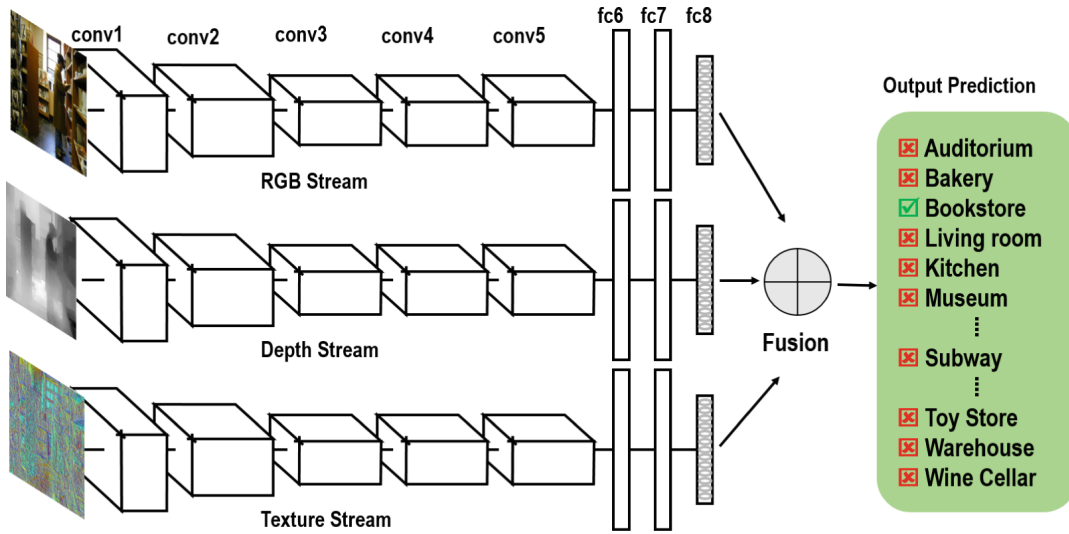 conv1
conv2
conv3
conv4
conv5
fc6
fc7
fc8
RGB Stream
Depth Stream
Texture Stream
Fusion
Output Prediction
Auditorium
Bakery
Bookstore
Living room
Kitchen
Museum
Subway
Toy Store
Warehouse
Wine Cellar